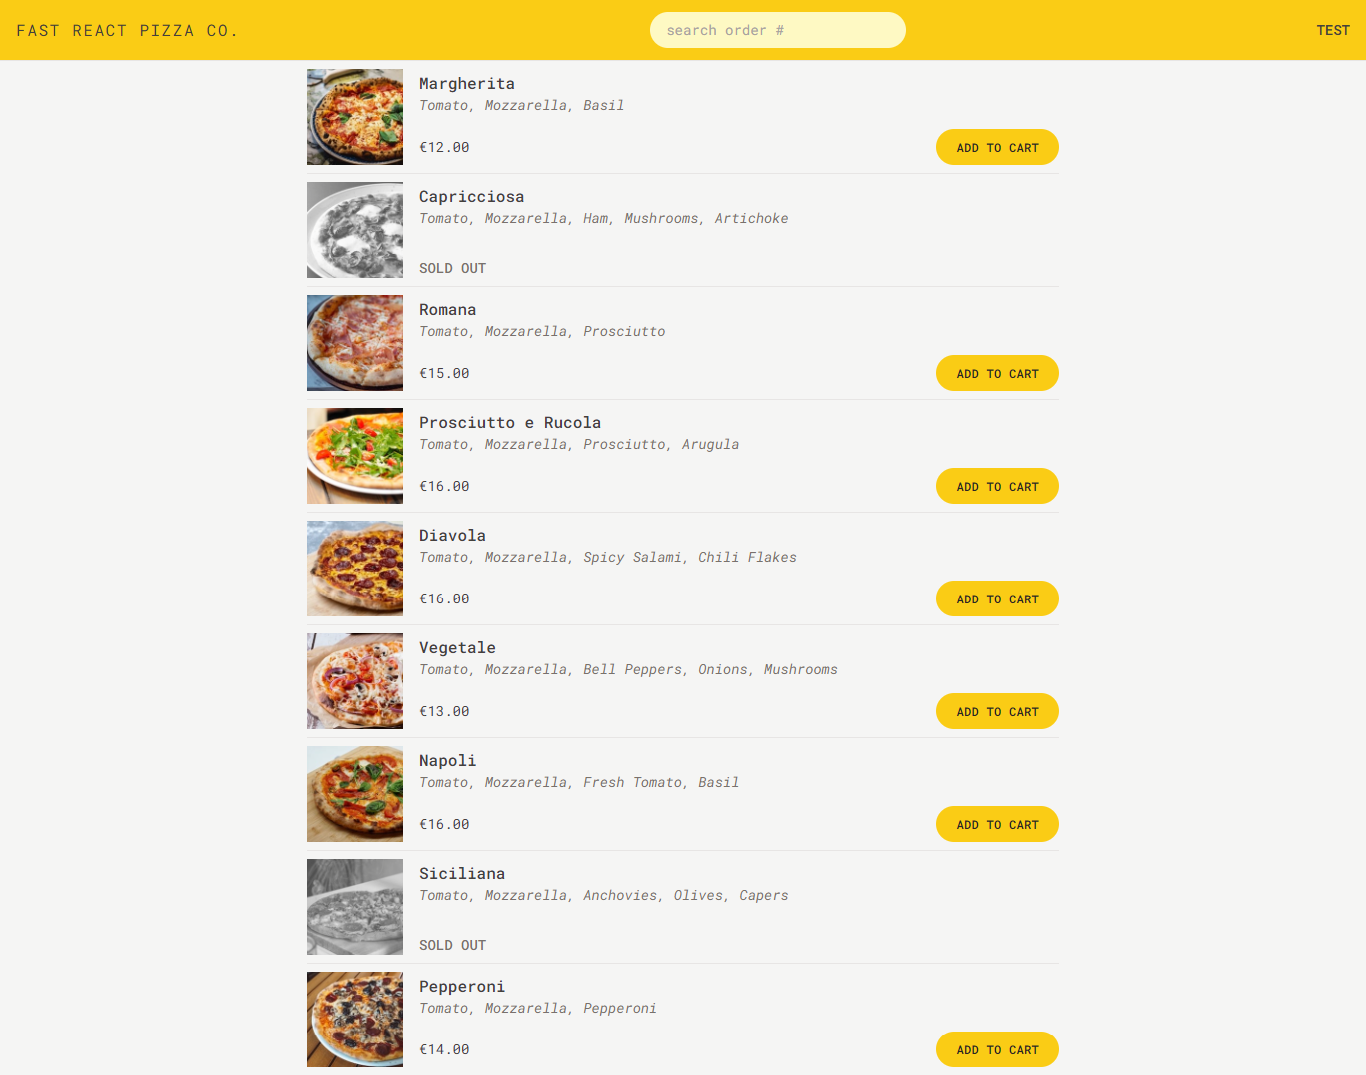 FAST REACT PIZZA CO.
search order #
TEST
Margherita
Tomato, Mozzarella, Basil
€12.00
ADD TO CART
Capricciosa
Tomato, Mozzarella, Ham, Mushrooms, Artichoke
SOLD OUT
Romana
Tomato, Mozzarella, Prosciutto
€15.00
ADD TO CART
Prosciutto e Rucola
Tomato, Mozzarella, Prosciutto, Arugula
€16.00
ADD TO CART
Diavola
Tomato, Mozzarella, Spicy Salami, Chili Flakes
€16.00
ADD TO CART
Vegetale
Tomato, Mozzarella, Bell Peppers, Onions, Mushrooms
€13.00
ADD TO CART
Napoli
Tomato, Mozzarella, Fresh Tomato, Basil
€16.00
ADD TO CART
Siciliana
Tomato, Mozzarella, Anchovies, Olives, Capers
SOLD OUT
Pepperoni
Tomato, Mozzarella, Pepperoni
€14.00
ADD TO CART